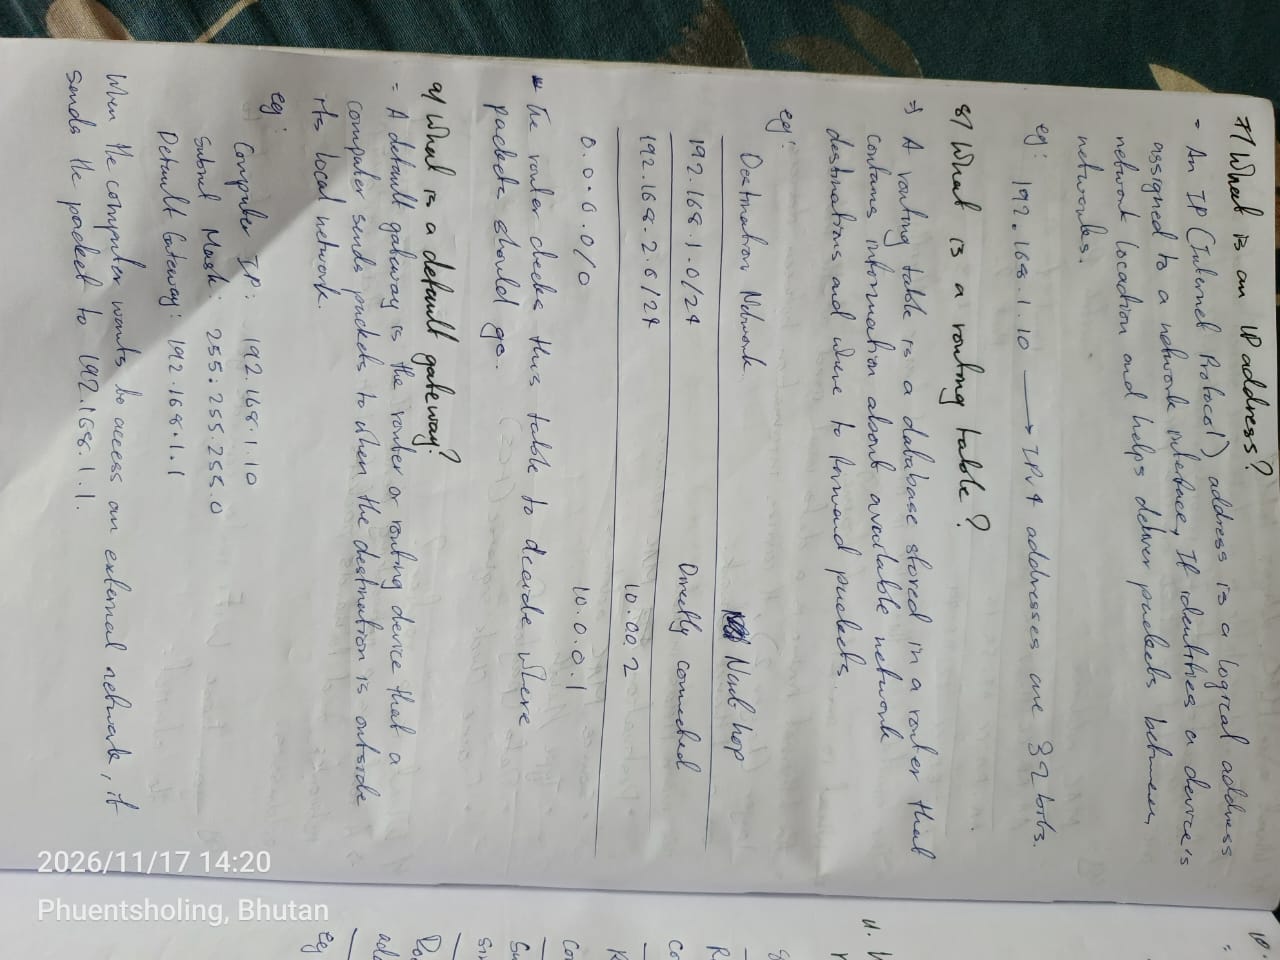 7) What is an IP address?
- An IP (Internet Protocol) address is a logical address
assigned to a network interface, It identifies a device's
network location and helps deliver packets between
networks.
eg: 192.168.1.10 → IPv4 addresses are 32 bits.
8) What is a routing table?
⇒ A routing table is a database stored in a router that
contains information about available network
destinations and where to forward packets.
eg:
Destination Network Next hop
192.168.1.0/24 Directly connected
192.168.2.0/24 10.00.2
0.0.0.0/0 10.0.0.1
* The router checks this table to decide where
packets should go.
9) What is a default gateway?
- A default gateway is the router or routing device that a
computer sends packets to when the destination is outside
its local network.
eg:
Computer IP: 192.168.1.10
Subnet Mask: 255.255.255.0
Default Gateway: 192.168.1.1
When the computer wants to access an external network, it
sends the packet to 192.168.1.1.
10.
11.
eg
2026/11/17 14:20
Phuentsholing, Bhutan